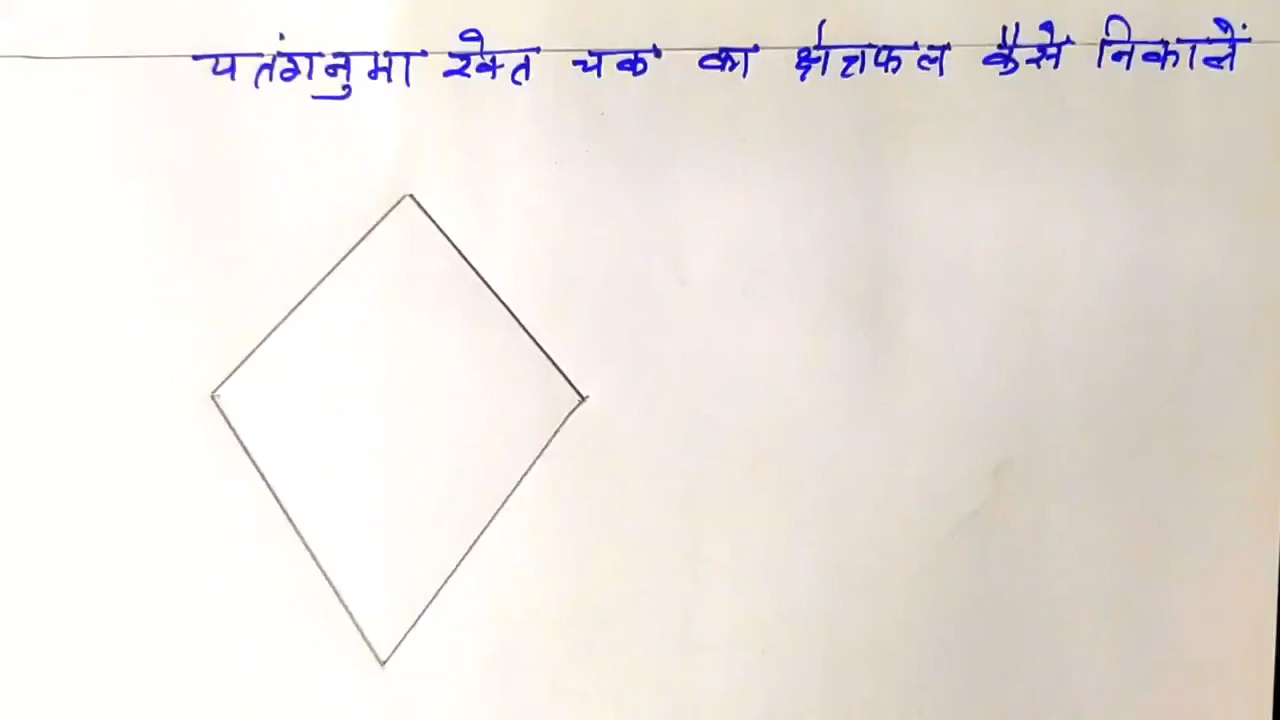 पतंगनुमा खेत चक का क्षेत्रफल कैसे निकालें